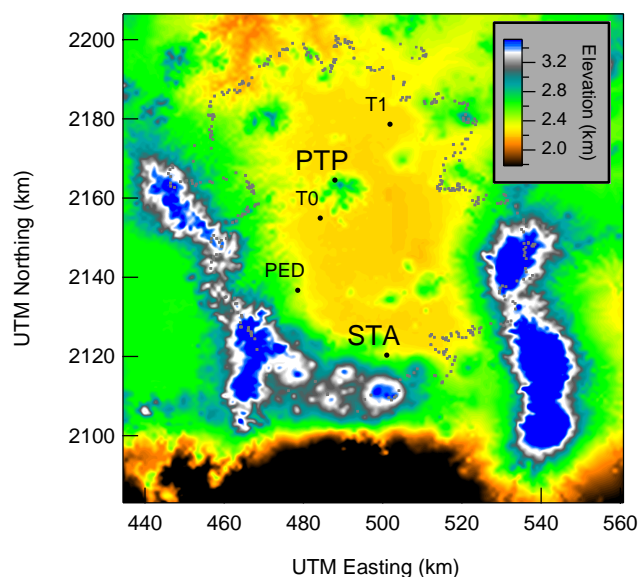 2200
2180
2160
2140
2120
2100
UTM Northing (km)
T1
PTP
T0
PED
STA
3.2
2.8
2.4
2.0
Elevation (km)
440
460
480
500
520
540
560
UTM Easting (km)